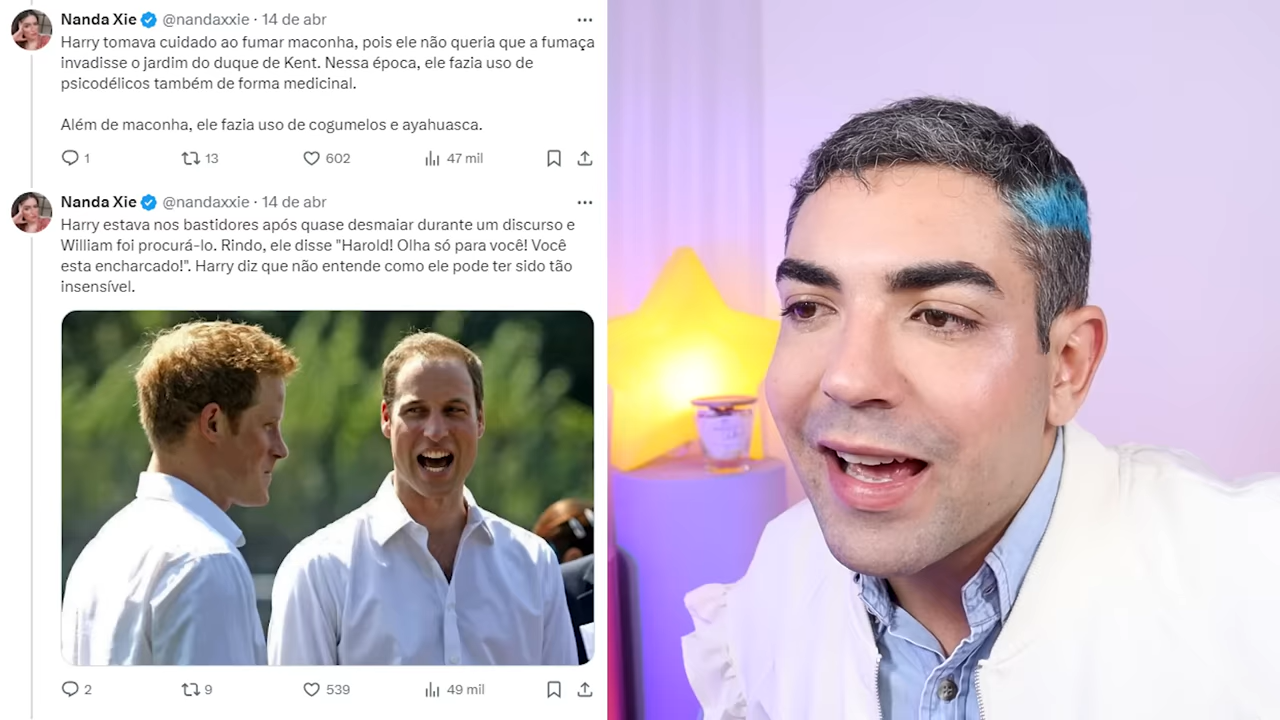 Nanda Xie @nandaxxie · 14 de abr
Harry tomava cuidado ao fumar maconha, pois ele não queria que a fumaça
invadisse o jardim do duque de Kent. Nessa época, ele fazia uso de
psicodélicos também de forma medicinal.
Além de maconha, ele fazia uso de cogumelos e ayahuasca.
1 13 602 47 mil
Nanda Xie @nandaxxie · 14 de abr
Harry estava nos bastidores após quase desmaiar durante um discurso e
William foi procurá-lo. Rindo, ele disse "Harold! Olha só para você! Você
esta encharcado!". Harry diz que não entende como ele pode ter sido tão
insensível.
2 9 539 49 mil